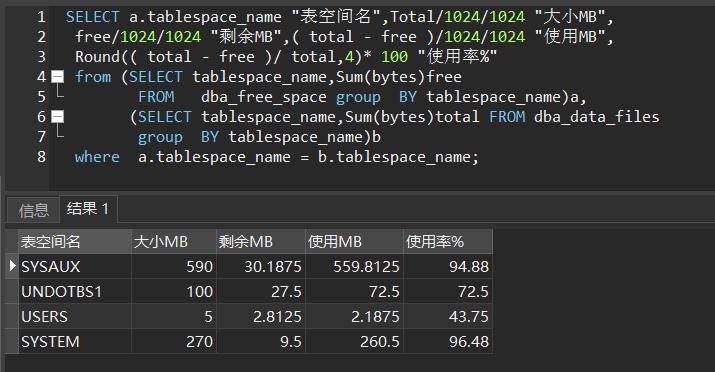 1 SELECT a.tablespace_name "表空间名",Total/1024/1024 "大小MB",
2 free/1024/1024 "剩余MB",( total - free )/1024/1024 "使用MB",
3 Round(( total - free )/ total,4)* 100 "使用率%"
4 from (SELECT tablespace_name,Sum(bytes)free
5 FROM dba_free_space group BY tablespace_name)a,
6 (SELECT tablespace_name,Sum(bytes)total FROM dba_data_files
7 group BY tablespace_name)b
8 where a.tablespace_name = b.tablespace_name;
信息 结果 1
表空间名 大小MB 剩余MB 使用MB 使用率%
SYSAUX 590 30.1875 559.8125 94.88
UNDOTBS1 100 27.5 72.5 72.5
USERS 5 2.8125 2.1875 43.75
SYSTEM 270 9.5 260.5 96.48